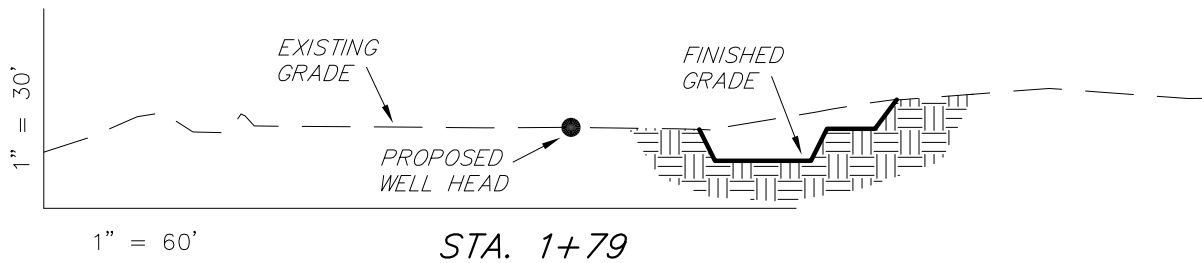 EXISTING
GRADE
FINISHED
GRADE
1" = 30'
PROPOSED
WELL HEAD
1" = 60'
STA. 1+79